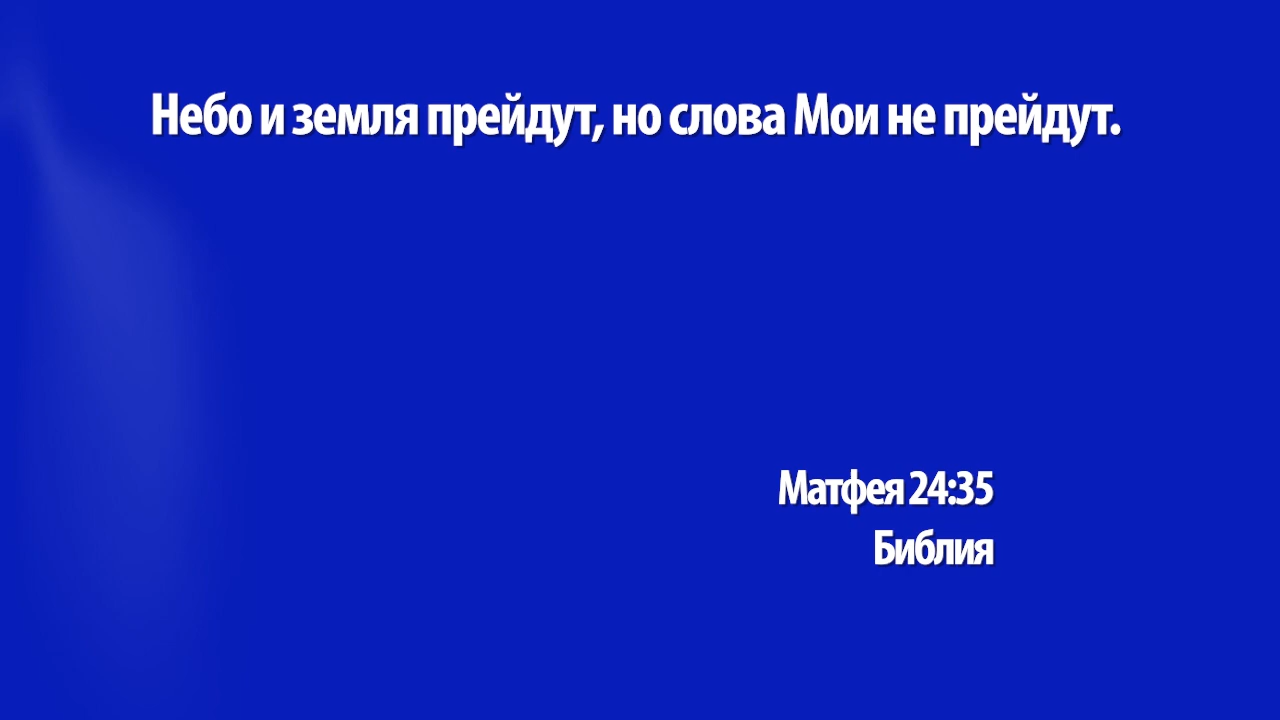 Небо и земля прейдут, но слова Мои не прейдут.
Матфея 24:35
Библия